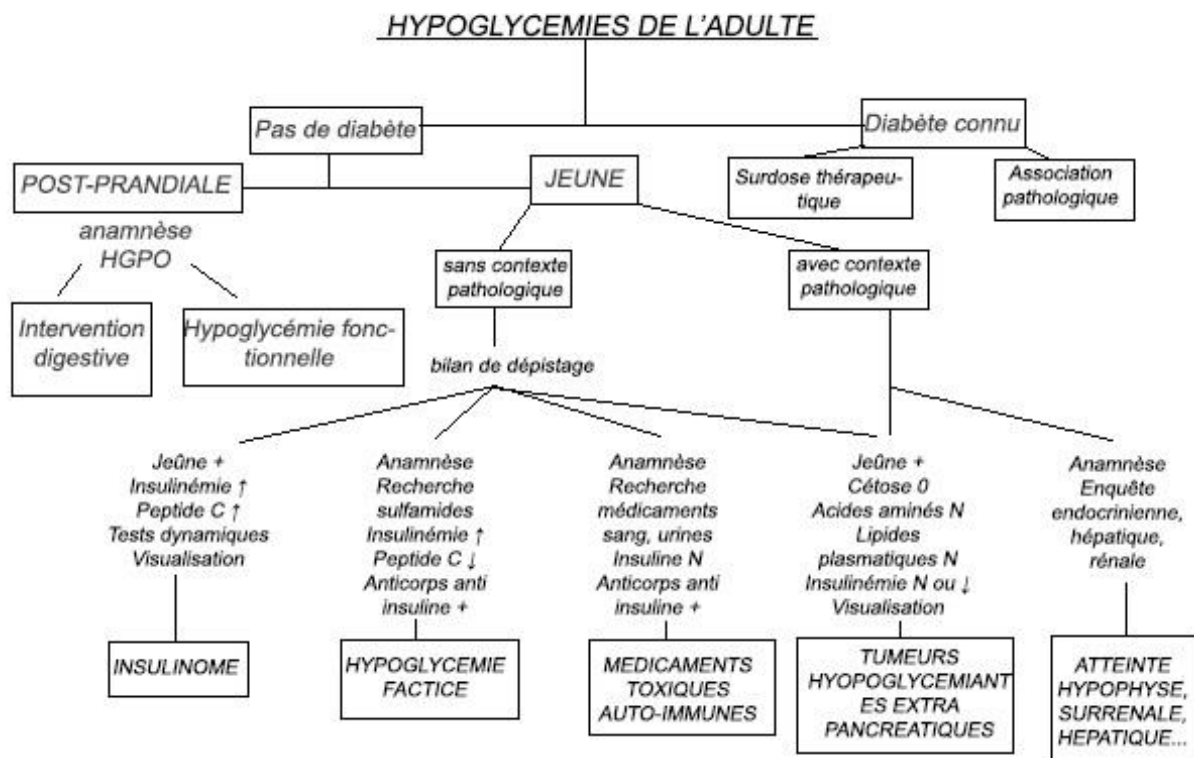 HYPOGLYCEMIES DE L'ADULTE
Pas de diabète
Diabète connu
POST-PRANDIALE
JEUNE
Surdose thérapeu-
tique
Association
pathologique
anamnèse
HGPO
sans contexte
pathologique
avec contexte
pathologique
Intervention
digestive
Hypoglycémie fonc-
tionnelle
bilan de dépistage
Jeûne +
Insulinémie ↑
Peptide C ↑
Tests dynamiques
Visualisation
Anamnèse
Recherche
sulfamides
Insulinémie ↑
Peptide C ↓
Anticorps anti
insuline +
Anamnèse
Recherche
médicaments
sang, urines
Insuline N
Anticorps anti
insuline +
Jeûne +
Cétose 0
Acides aminés N
Lipides
plasmatiques N
Insulinémie N ou ↓
Visualisation
Anamnèse
Enquête
endocrinienne,
hépatique,
rénale
INSULINOME
HYPOGLYCEMIE
FACTICE
MEDICAMENTS
TOXIQUES
AUTO-IMMUNES
TUMEURS
HYOPOGLYCEMIANT
ES EXTRA
PANCREATIQUES
ATTEINTE
HYPOPHYSE,
SURRENALE,
HEPATIQUE...